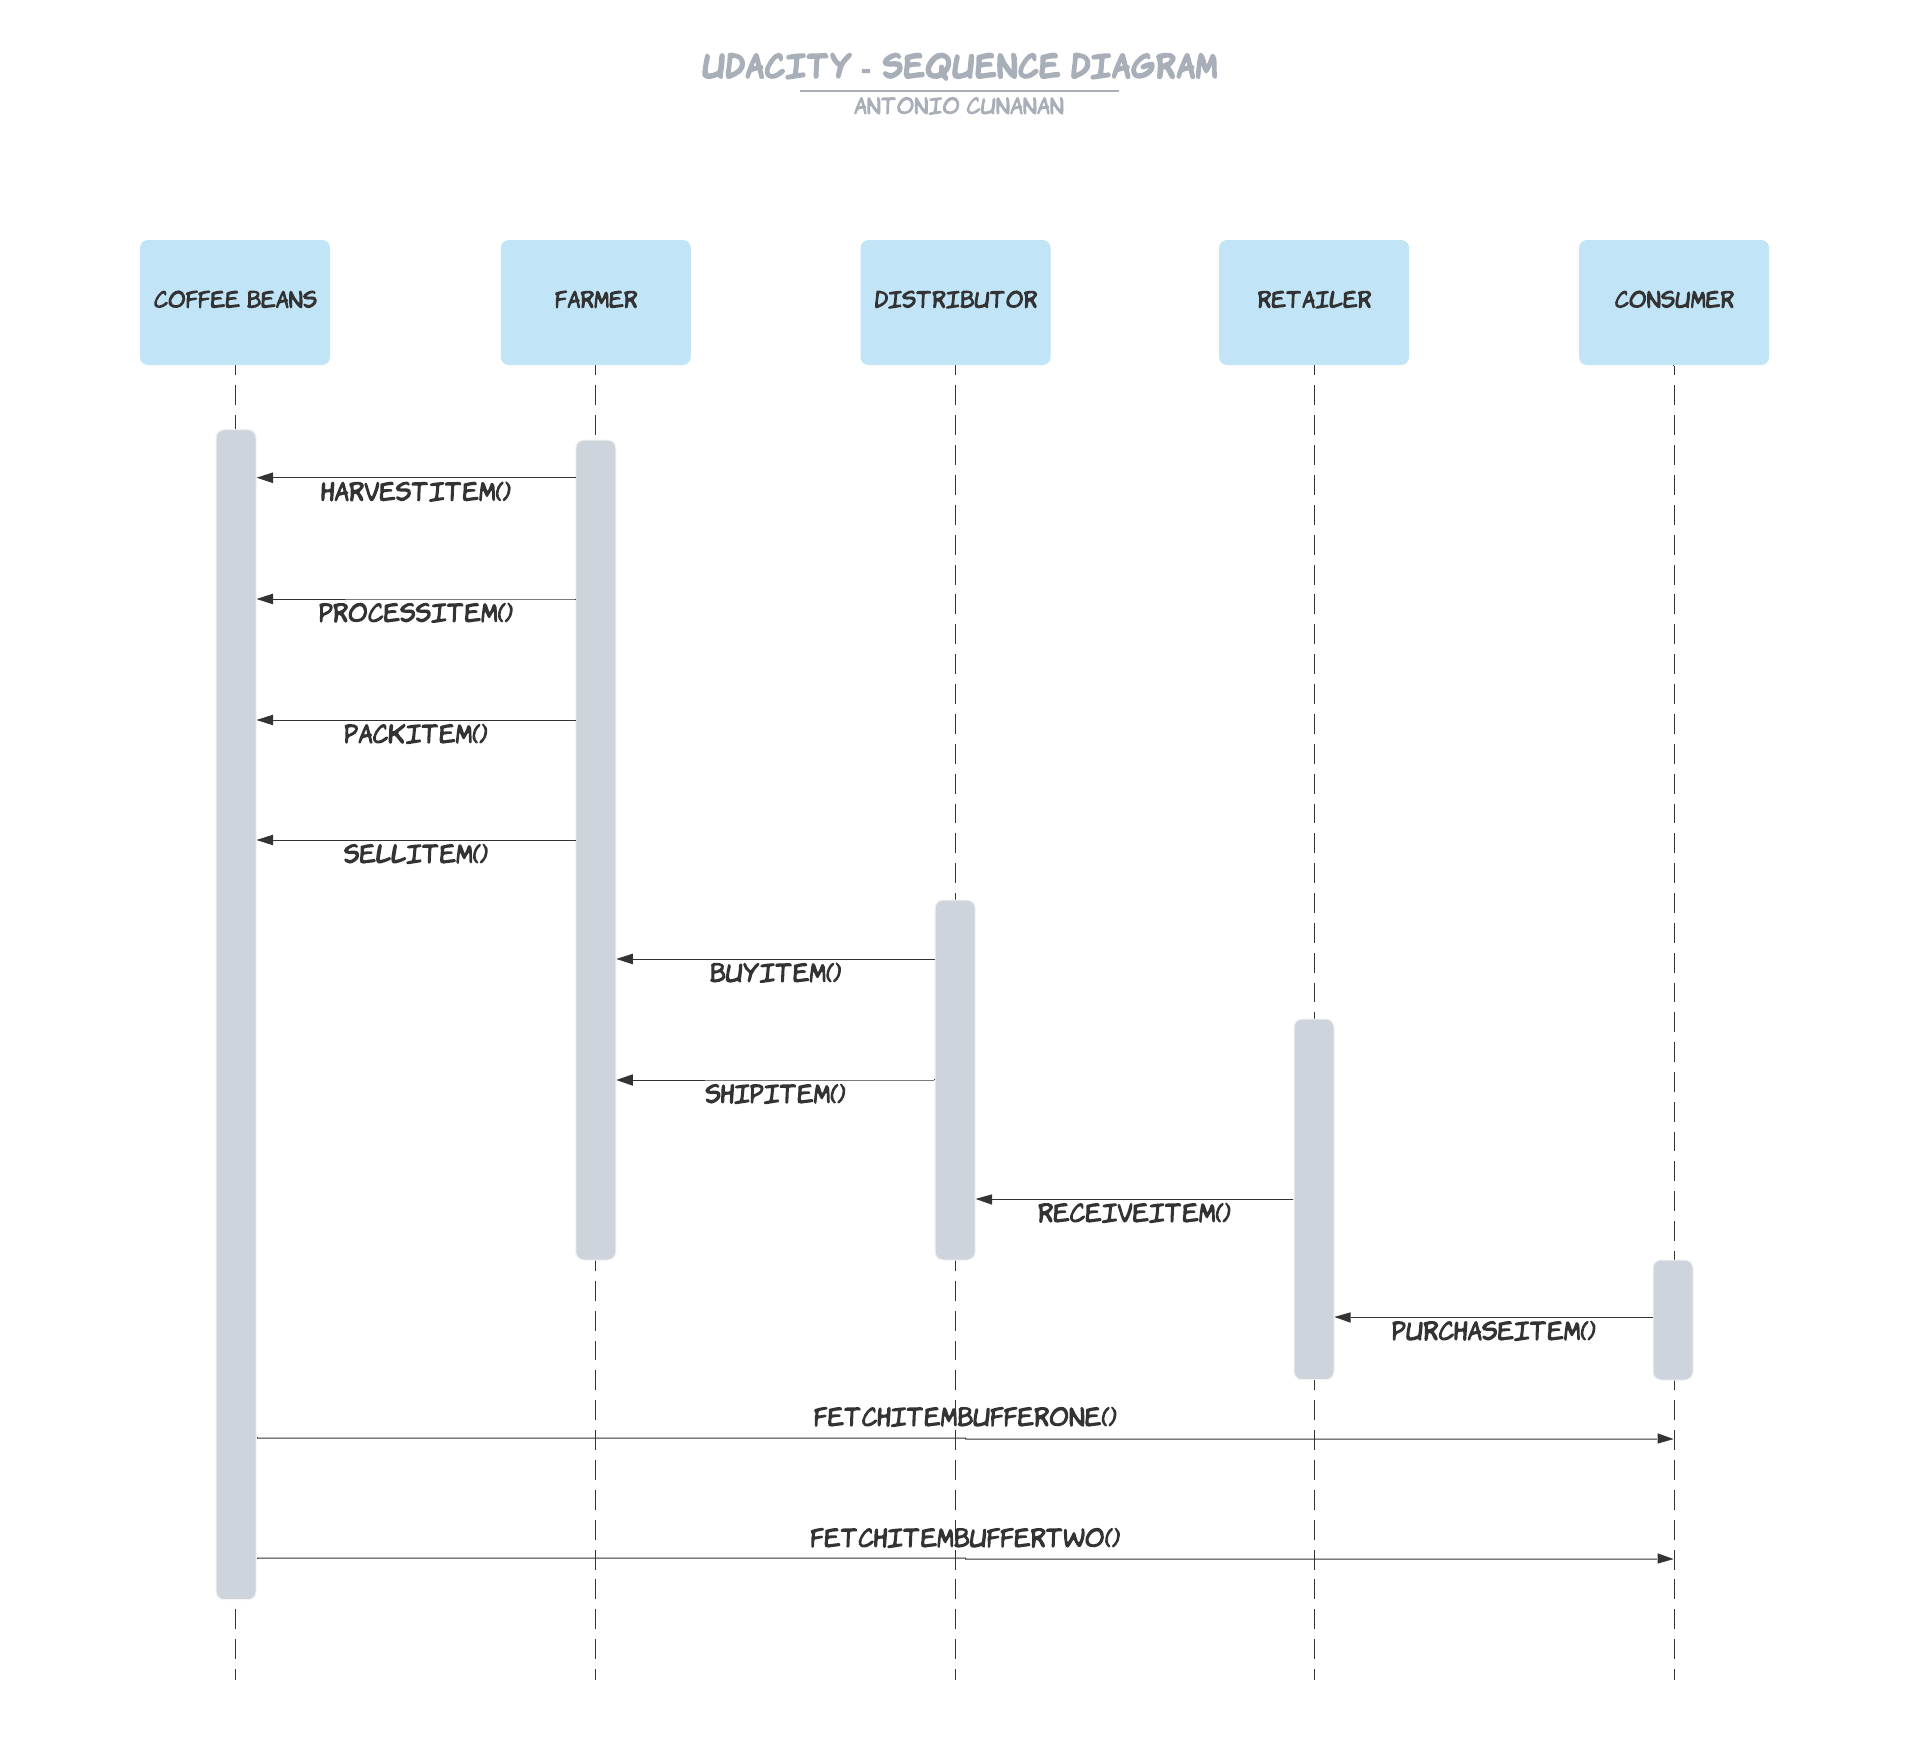 UDACITY - SEQUENCE DIAGRAM
ANTONIO CUNANAN
COFFEE BEANS
FARMER
DISTRIBUTOR
RETAILER
CONSUMER
HARVESTITEM()
PROCESSITEM()
PACKITEM()
SELLITEM()
BUYITEM()
SHIPITEM()
RECEIVEITEM()
PURCHASEITEM()
FETCHITEMBUFFERONE()
FETCHITEMBUFFERTWO()